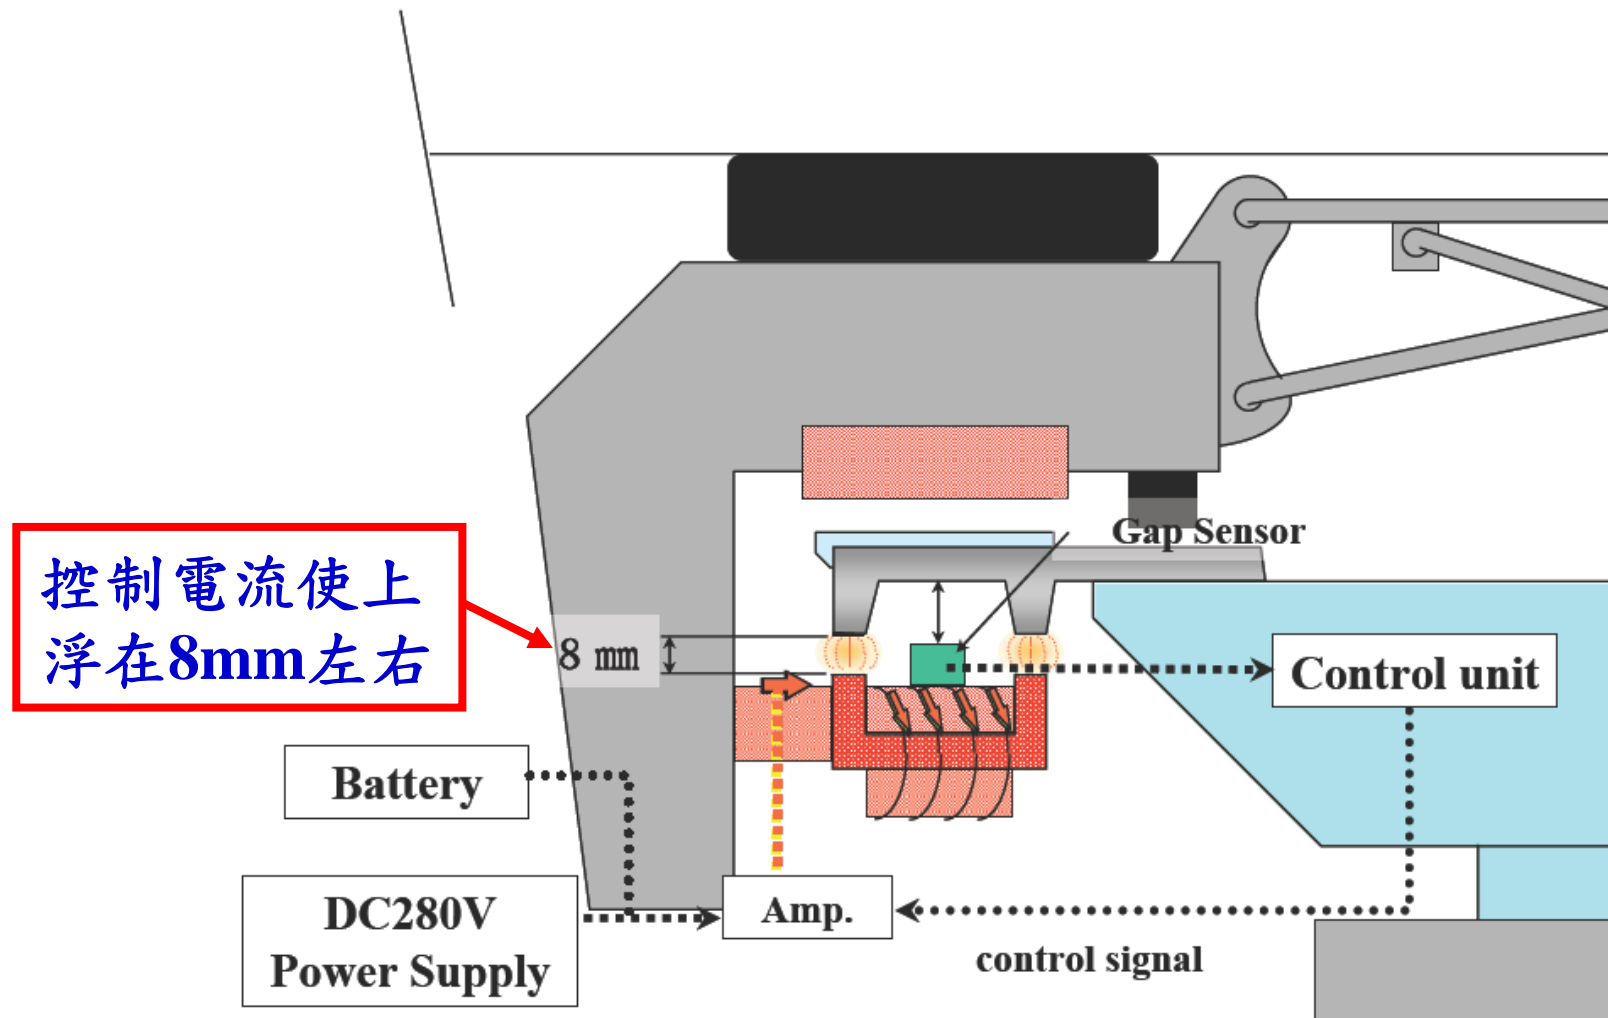 Gap Sensor
控制電流使上
浮在8mm左右
8 mm
Control unit
Battery
DC280V
Power Supply
Amp.
control signal